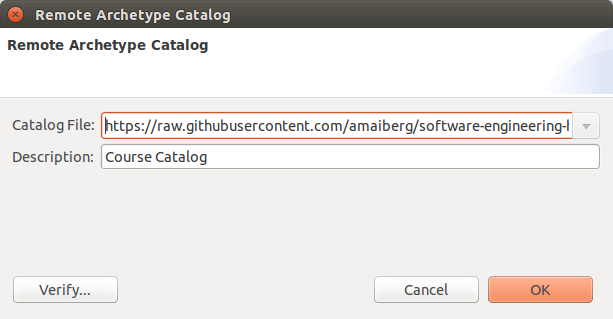 Remote Archetype Catalog
Remote Archetype Catalog
Catalog File: https://raw.githubusercontent.com/amaiberg/software-engineering-l
Description: Course Catalog
Verify... Cancel OK